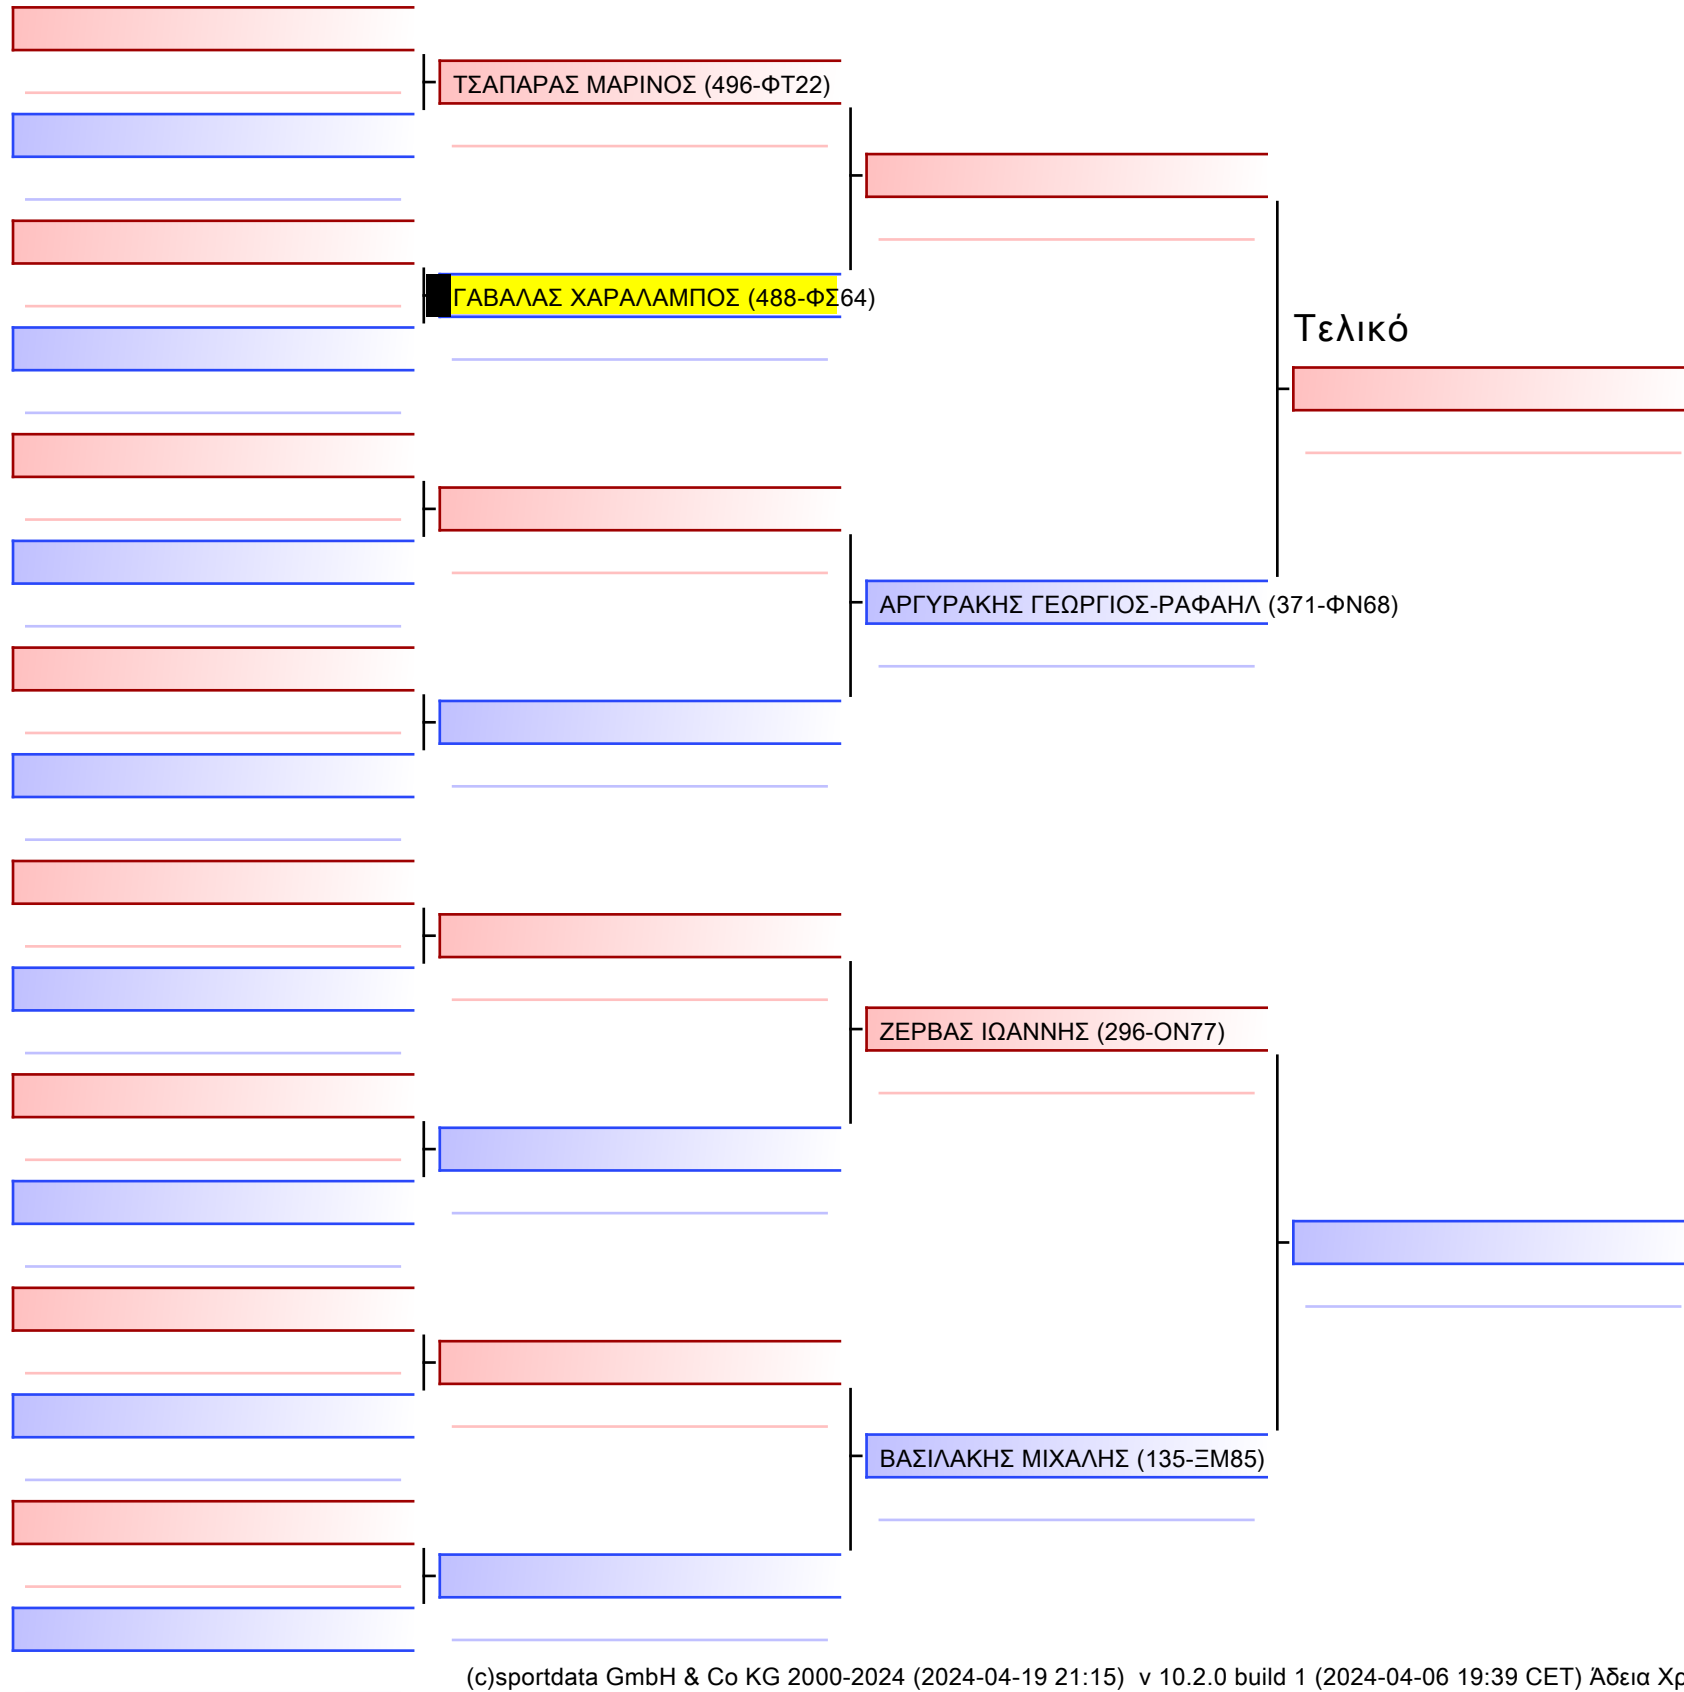 ΤΣΑΠΑΡΑΣ ΜΑΡΙΝΟΣ (496-ΦΤ22)
ΓΑΒΑΛΑΣ ΧΑΡΑΛΑΜΠΟΣ (488-ΦΣ64)
Τελικό
ΑΡΓΥΡΑΚΗΣ ΓΕΩΡΓΙΟΣ-ΡΑΦΑΗΛ (371-ΦΝ68)
ΖΕΡΒΑΣ ΙΩΑΝΝΗΣ (296-ΟΝ77)
ΒΑΣΙΛΑΚΗΣ ΜΙΧΑΛΗΣ (135-ΞΜ85)
(c)sportdata GmbH & Co KG 2000-2024 (2024-04-19 21:15) v 10.2.0 build 1 (2024-04-06 19:39 CET) Άδεια